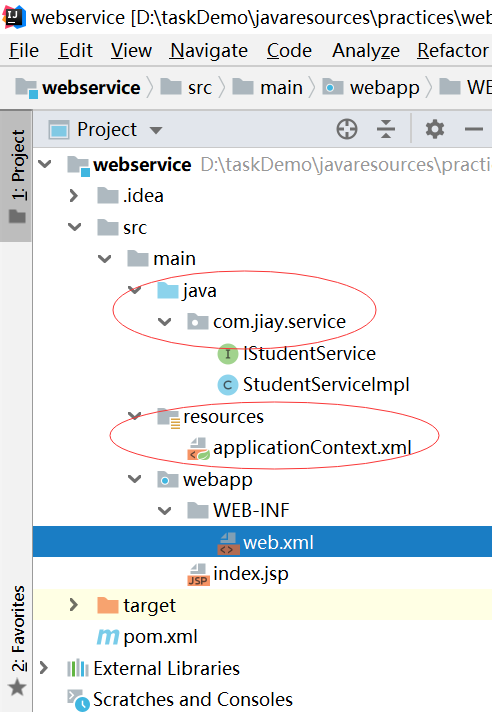 webservice [D:\taskDemo\javaresources\practices\web
File Edit View Navigate Code Analyze Refactor
webservice src main webapp WE
1: Project
Project
webservice D:\taskDemo\javaresources\practic
.idea
src
main
java
com.jiay.service
I IStudentService
C StudentServiceImpl
resources
applicationContext.xml
webapp
WEB-INF
web.xml
JSP index.jsp
target
m pom.xml
External Libraries
Scratches and Consoles
2: Favorites